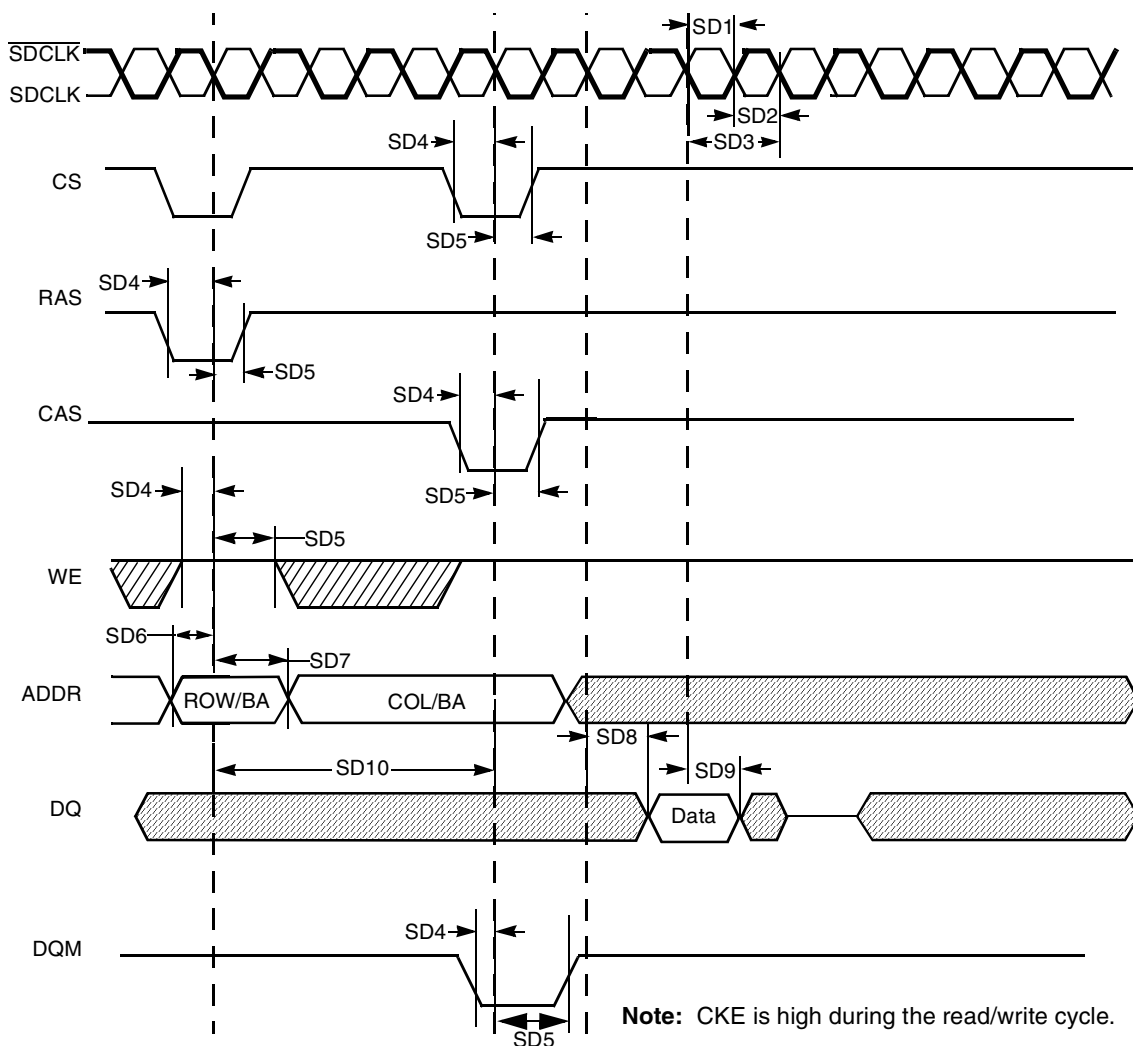 SD1
SDCLK
SDCLK
SD2
SD4
SD3
CS
SD5
SD4
RAS
SD5
SD4
CAS
SD4
SD5
SD5
WE
SD6
SD7
ADDR
ROW/BA
COL/BA
SD8
SD10
SD9
DQ
Data
SD4
DQM
Note: CKE is high during the read/write cycle.
SD5